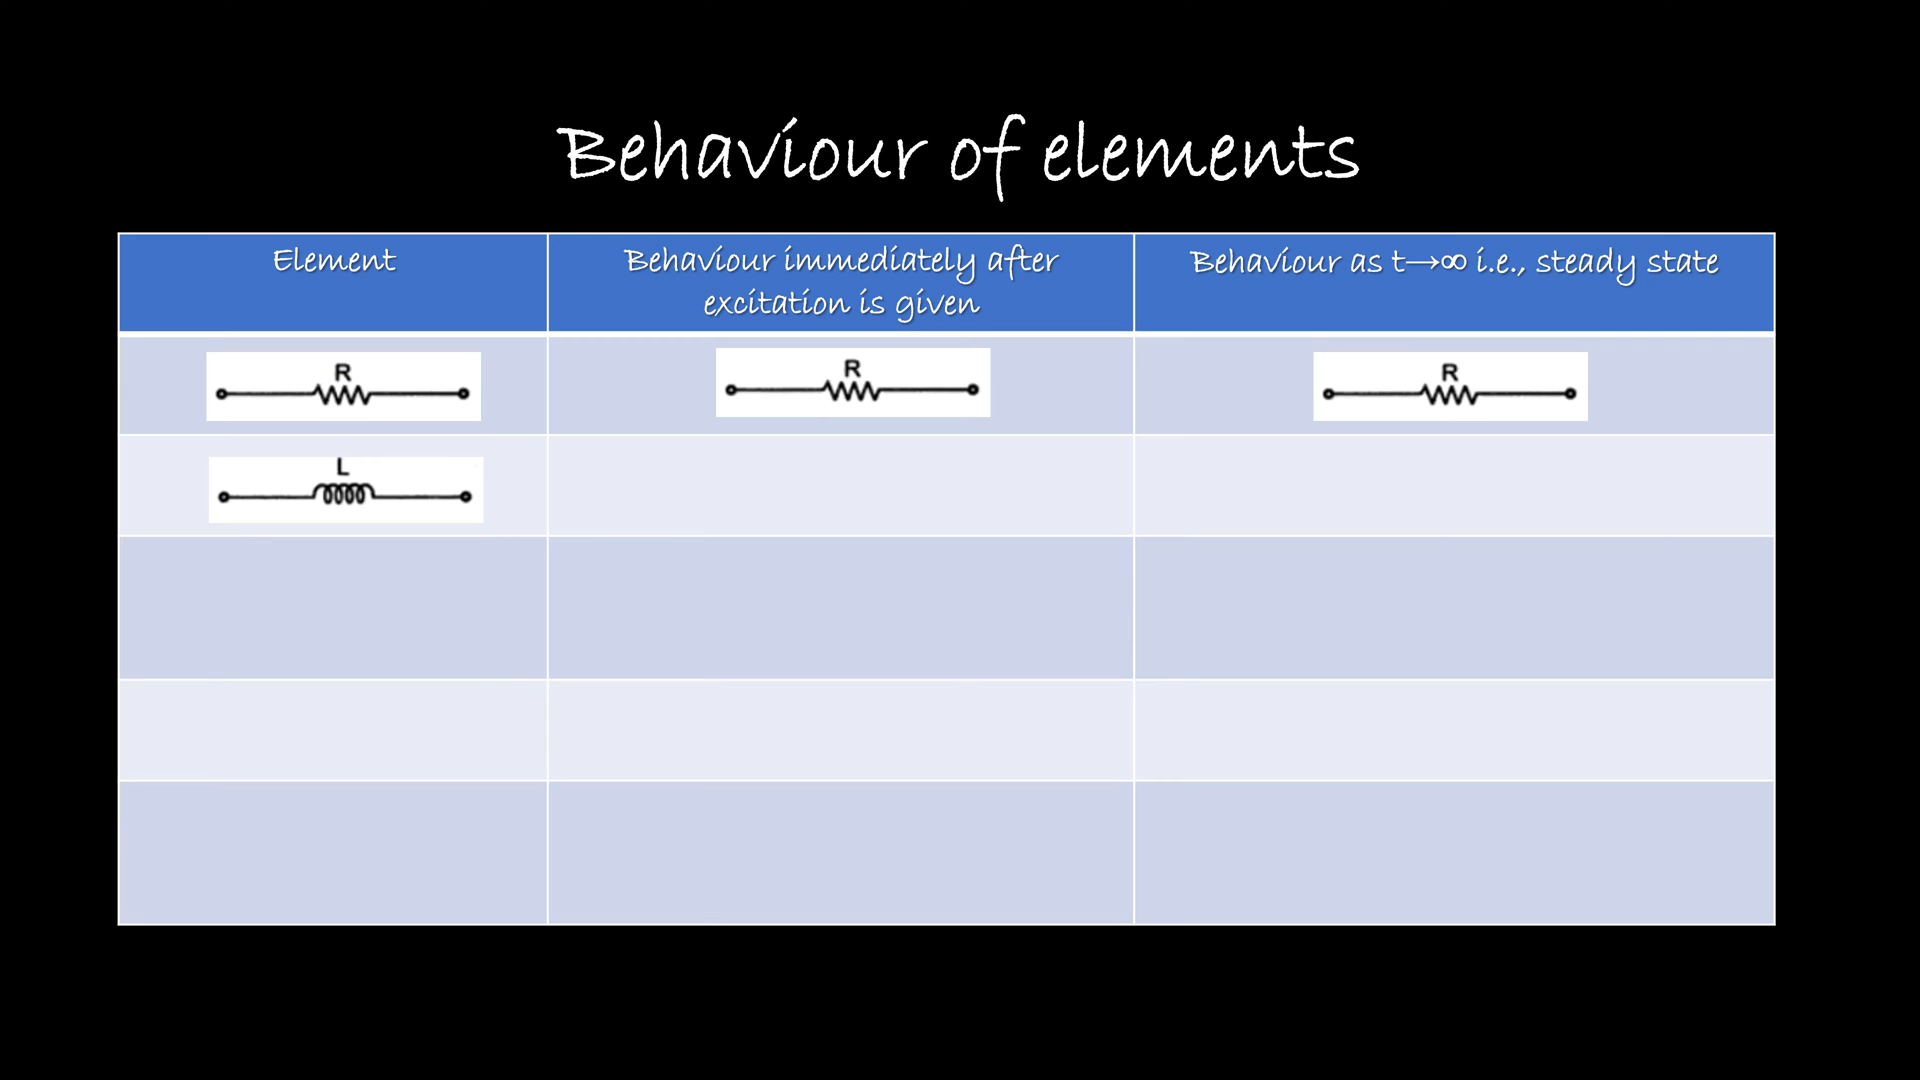 Behaviour of elements
Element
Behaviour immediately after
excitation is given
Behaviour as t→∞ i.e., steady state
R
R
R
L